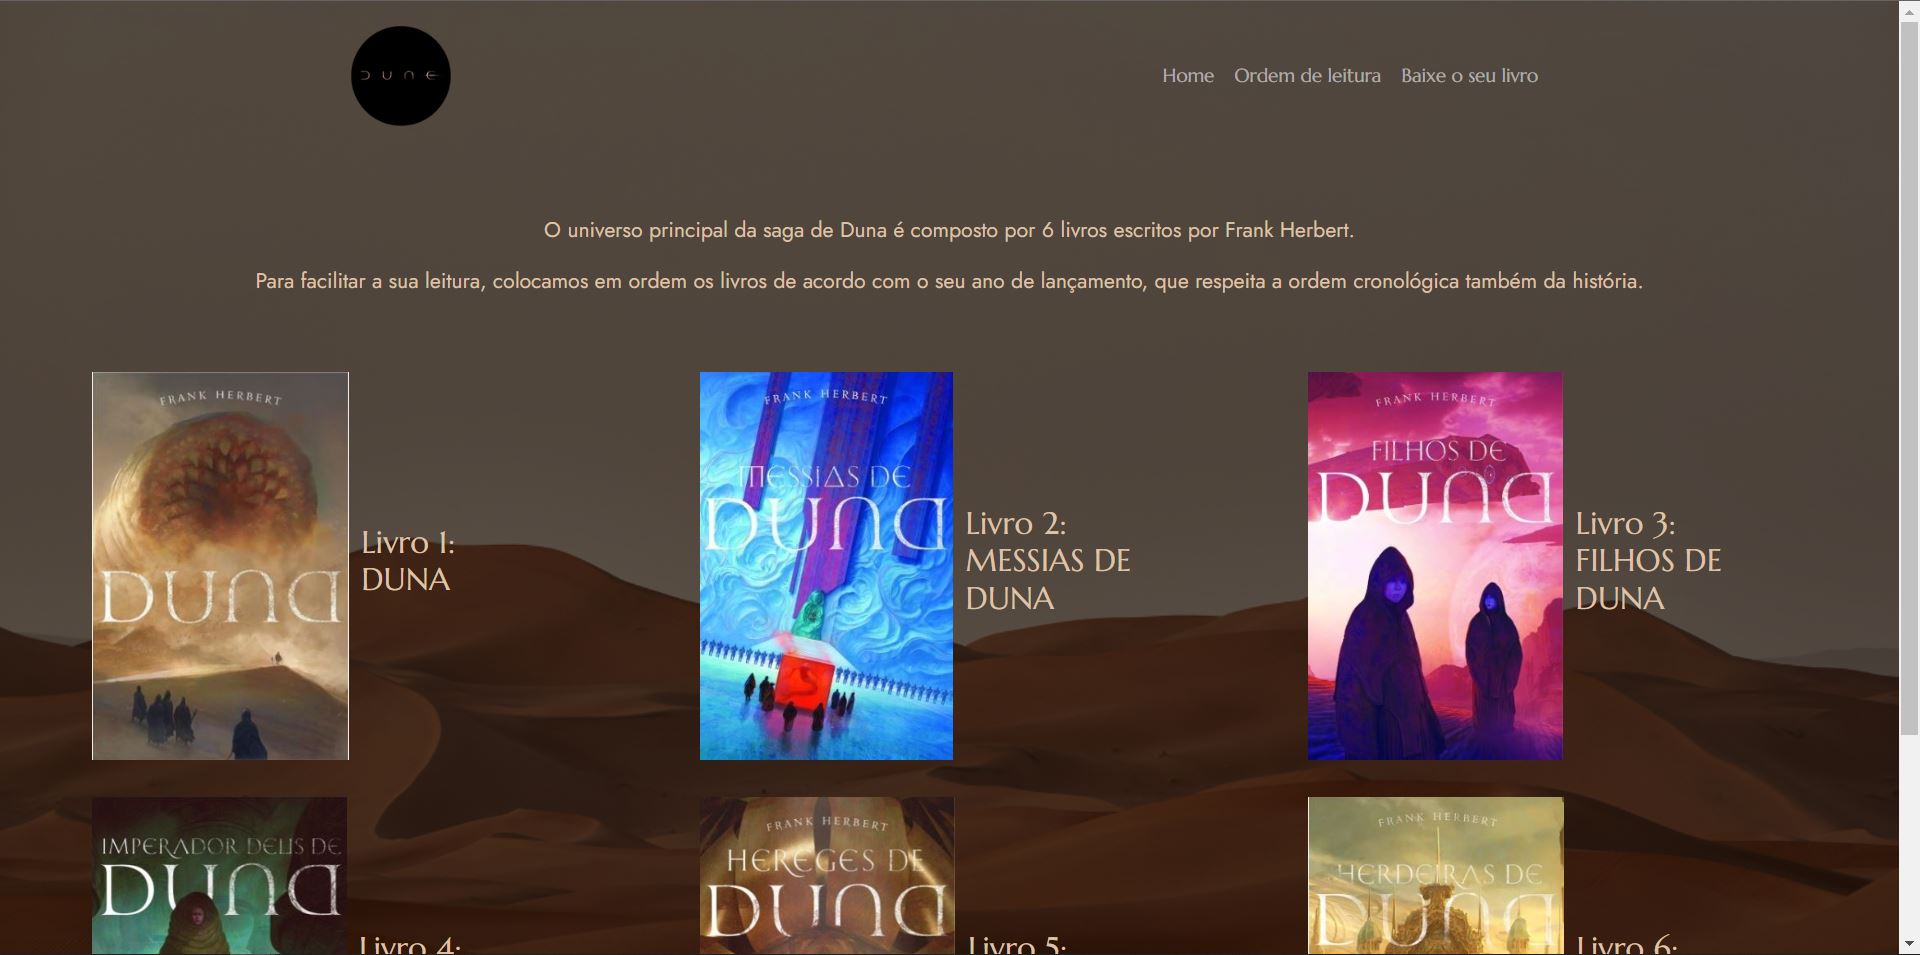 DUNE
Home Ordem de leitura Baixe o seu livro
O universo principal da saga de Duna é composto por 6 livros escritos por Frank Herbert.
Para facilitar a sua leitura, colocamos em ordem os livros de acordo com o seu ano de lançamento, que respeita a ordem cronológica também da história.
FRANK HERBERT
DUNA
Livro 1:
DUNA
FRANK HERBERT
MESSIAS DE
DUNA
Livro 2:
MESSIAS DE
DUNA
FRANK HERBERT
FILHOS DE
DUNA
Livro 3:
FILHOS DE
DUNA
IMPERADOR DEUS DE
DUNA
Livro 4:
FRANK HERBERT
HEREGES DE
DUNA
Livro 5:
FRANK HERBERT
HERDEIRAS DE
DUNA
Livro 6: